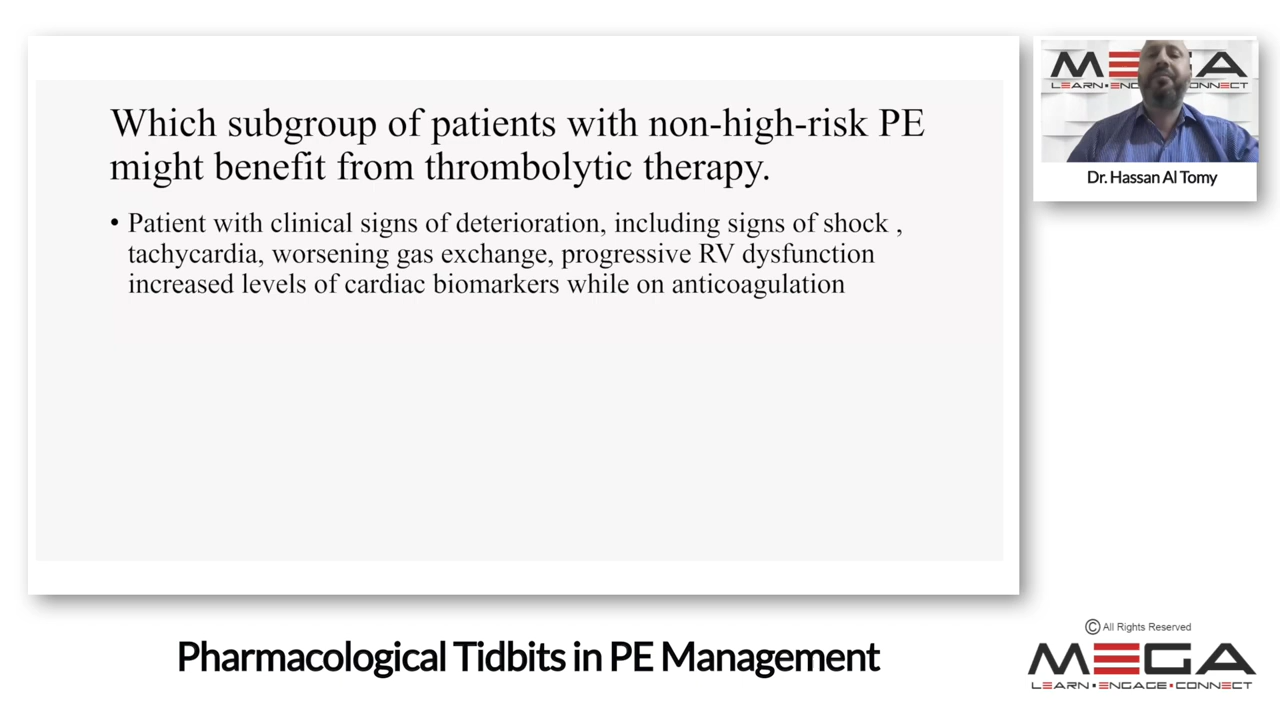 Which subgroup of patients with non-high-risk PE
might benefit from thrombolytic therapy.
• Patient with clinical signs of deterioration, including signs of shock ,
tachycardia, worsening gas exchange, progressive RV dysfunction
increased levels of cardiac biomarkers while on anticoagulation
Dr. Hassan Al Tomy
Pharmacological Tidbits in PE Management
© All Rights Reserved
MEGA
LEARN•ENGAGE•CONNECT